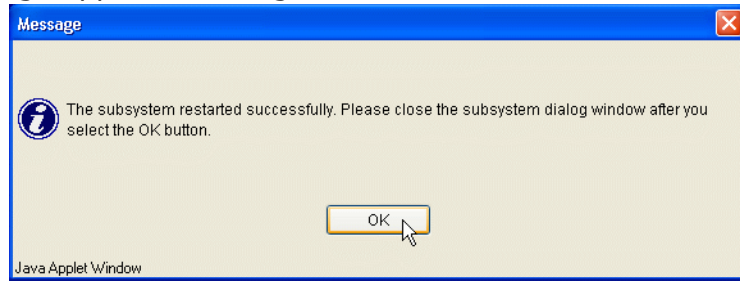 Message
The subsystem restarted successfully. Please close the subsystem dialog window after you
select the OK button.
OK
Java Applet Window